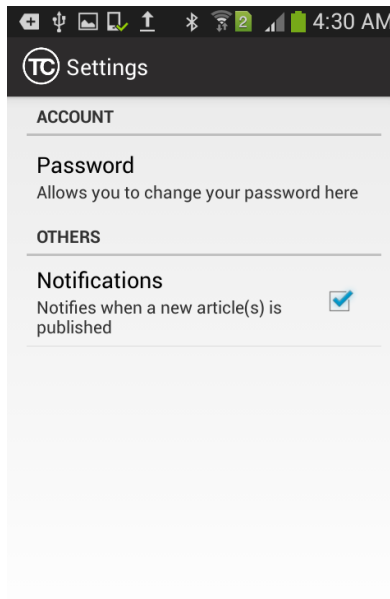 2 4:30 AM
TC Settings
ACCOUNT
Password
Allows you to change your password here
OTHERS
Notifications
Notifies when a new article(s) is
published